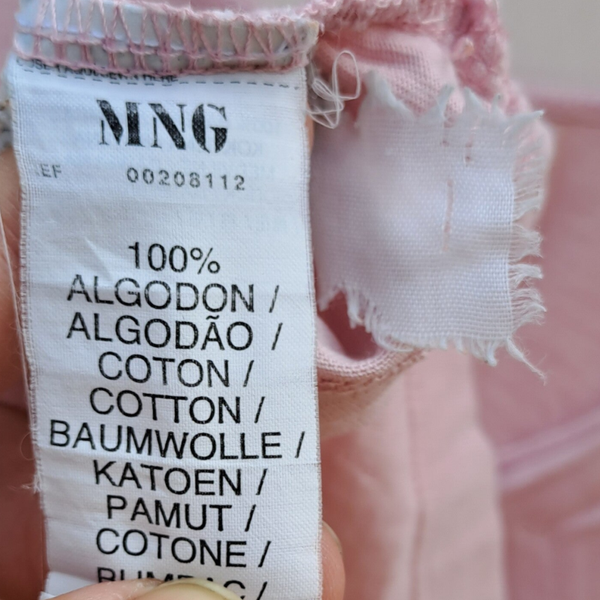 MNG
EF 00208112
100%
ALGODON /
ALGODÃO /
COTON /
COTTON /
BAUMWOLLE /
KATOEN /
PAMUT /
COTONE /